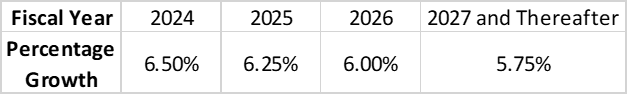 Fiscal Year 2024 2025 2026 2027 and Thereafter
Percentage Growth 6.50% 6.25% 6.00% 5.75%